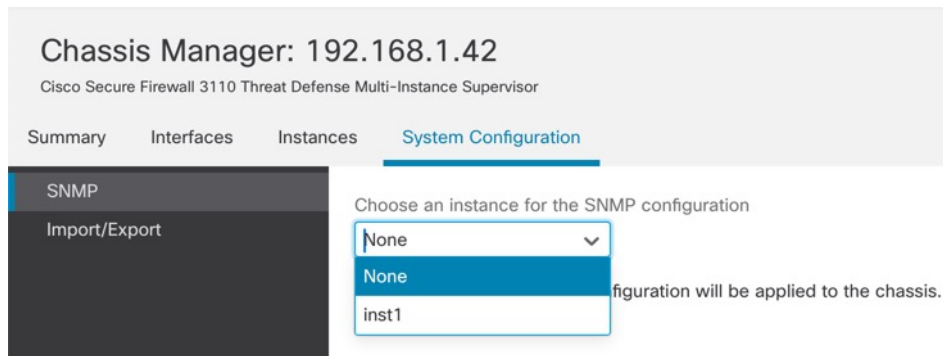 Chassis Manager: 192.168.1.42
Cisco Secure Firewall 3110 Threat Defense Multi-Instance Supervisor
Summary Interfaces Instances System Configuration
SNMP
Import/Export
Choose an instance for the SNMP configuration
None
None
inst1
figuration will be applied to the chassis.